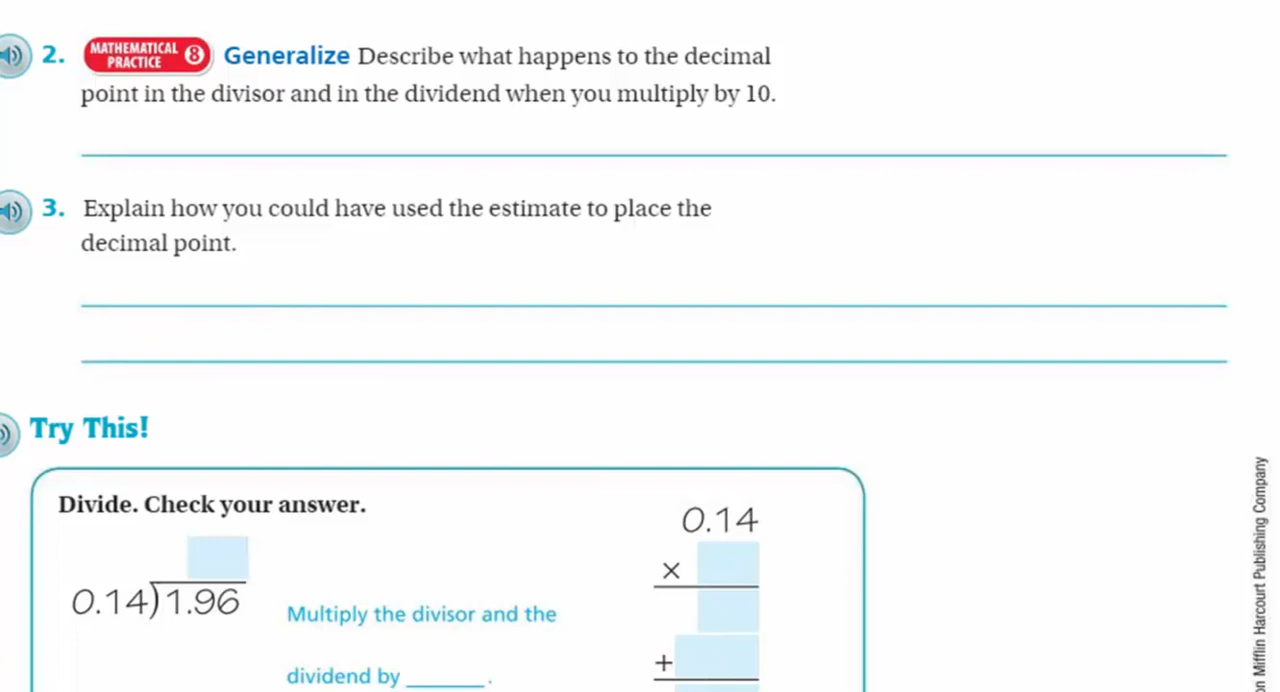 2. MATHEMATICAL PRACTICE 8 Generalize Describe what happens to the decimal
point in the divisor and in the dividend when you multiply by 10.
3. Explain how you could have used the estimate to place the
decimal point.
Try This!
Divide. Check your answer.
0.14
×
0.14)1.96
Multiply the divisor and the
+
dividend by _______.
n Mifflin Harcourt Publishing Company